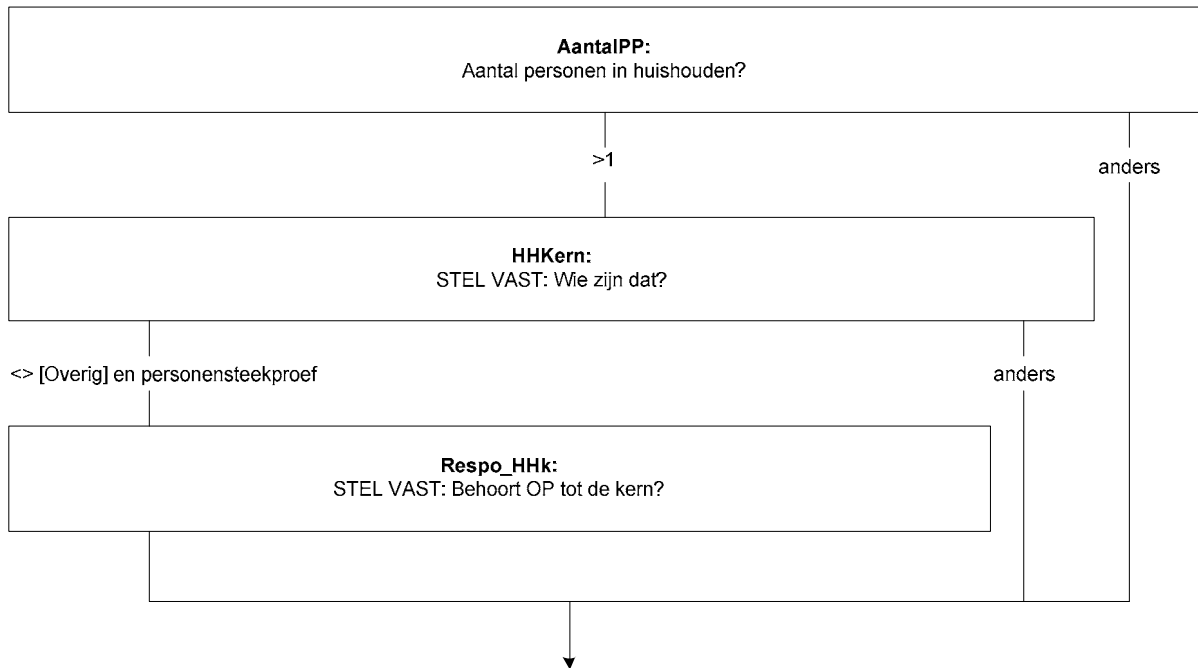 AantalPP:
Aantal personen in huishouden?
>1
anders
HHKern:
STEL VAST: Wie zijn dat?
<> [Overig] en personensteekproef
anders
Respo_HHk:
STEL VAST: Behoort OP tot de kern?